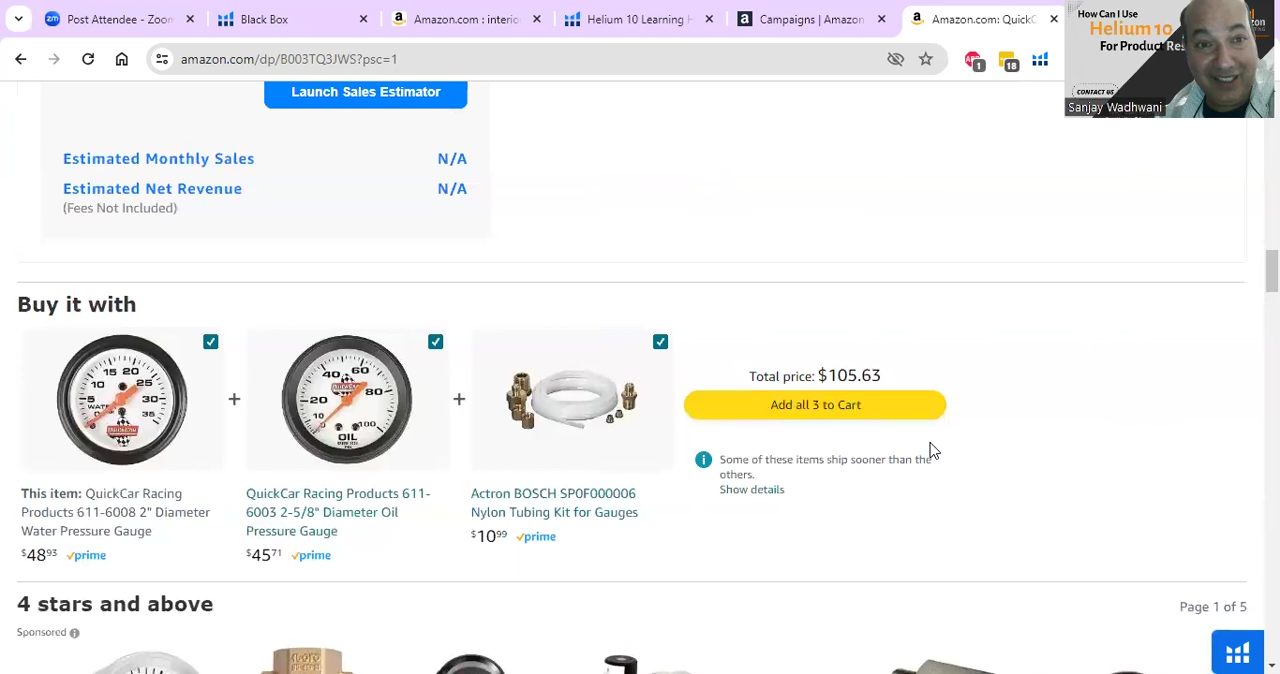 Post Attendee - Zoom
Black Box
Amazon.com : interio
Helium 10 Learning H
Campaigns | Amazon
Amazon.com: QuickC
amazon.com/dp/B003TQ3JWS?psc=1
1
18
How Can I Use
Helium 10
For Product Res
CONTACT US
Sanjay Wadhwani
Launch Sales Estimator
Estimated Monthly Sales N/A
Estimated Net Revenue N/A
(Fees Not Included)
Buy it with
Total price: $105.63
Add all 3 to Cart
Some of these items ship sooner than the
others.
Show details
This item: QuickCar Racing
Products 611-6008 2" Diameter
Water Pressure Gauge
$48.93 prime
QuickCar Racing Products 611-
6003 2-5/8" Diameter Oil
Pressure Gauge
$45.71 prime
Actron BOSCH SP0F000006
Nylon Tubing Kit for Gauges
$10.99 prime
4 stars and above
Page 1 of 5
Sponsored